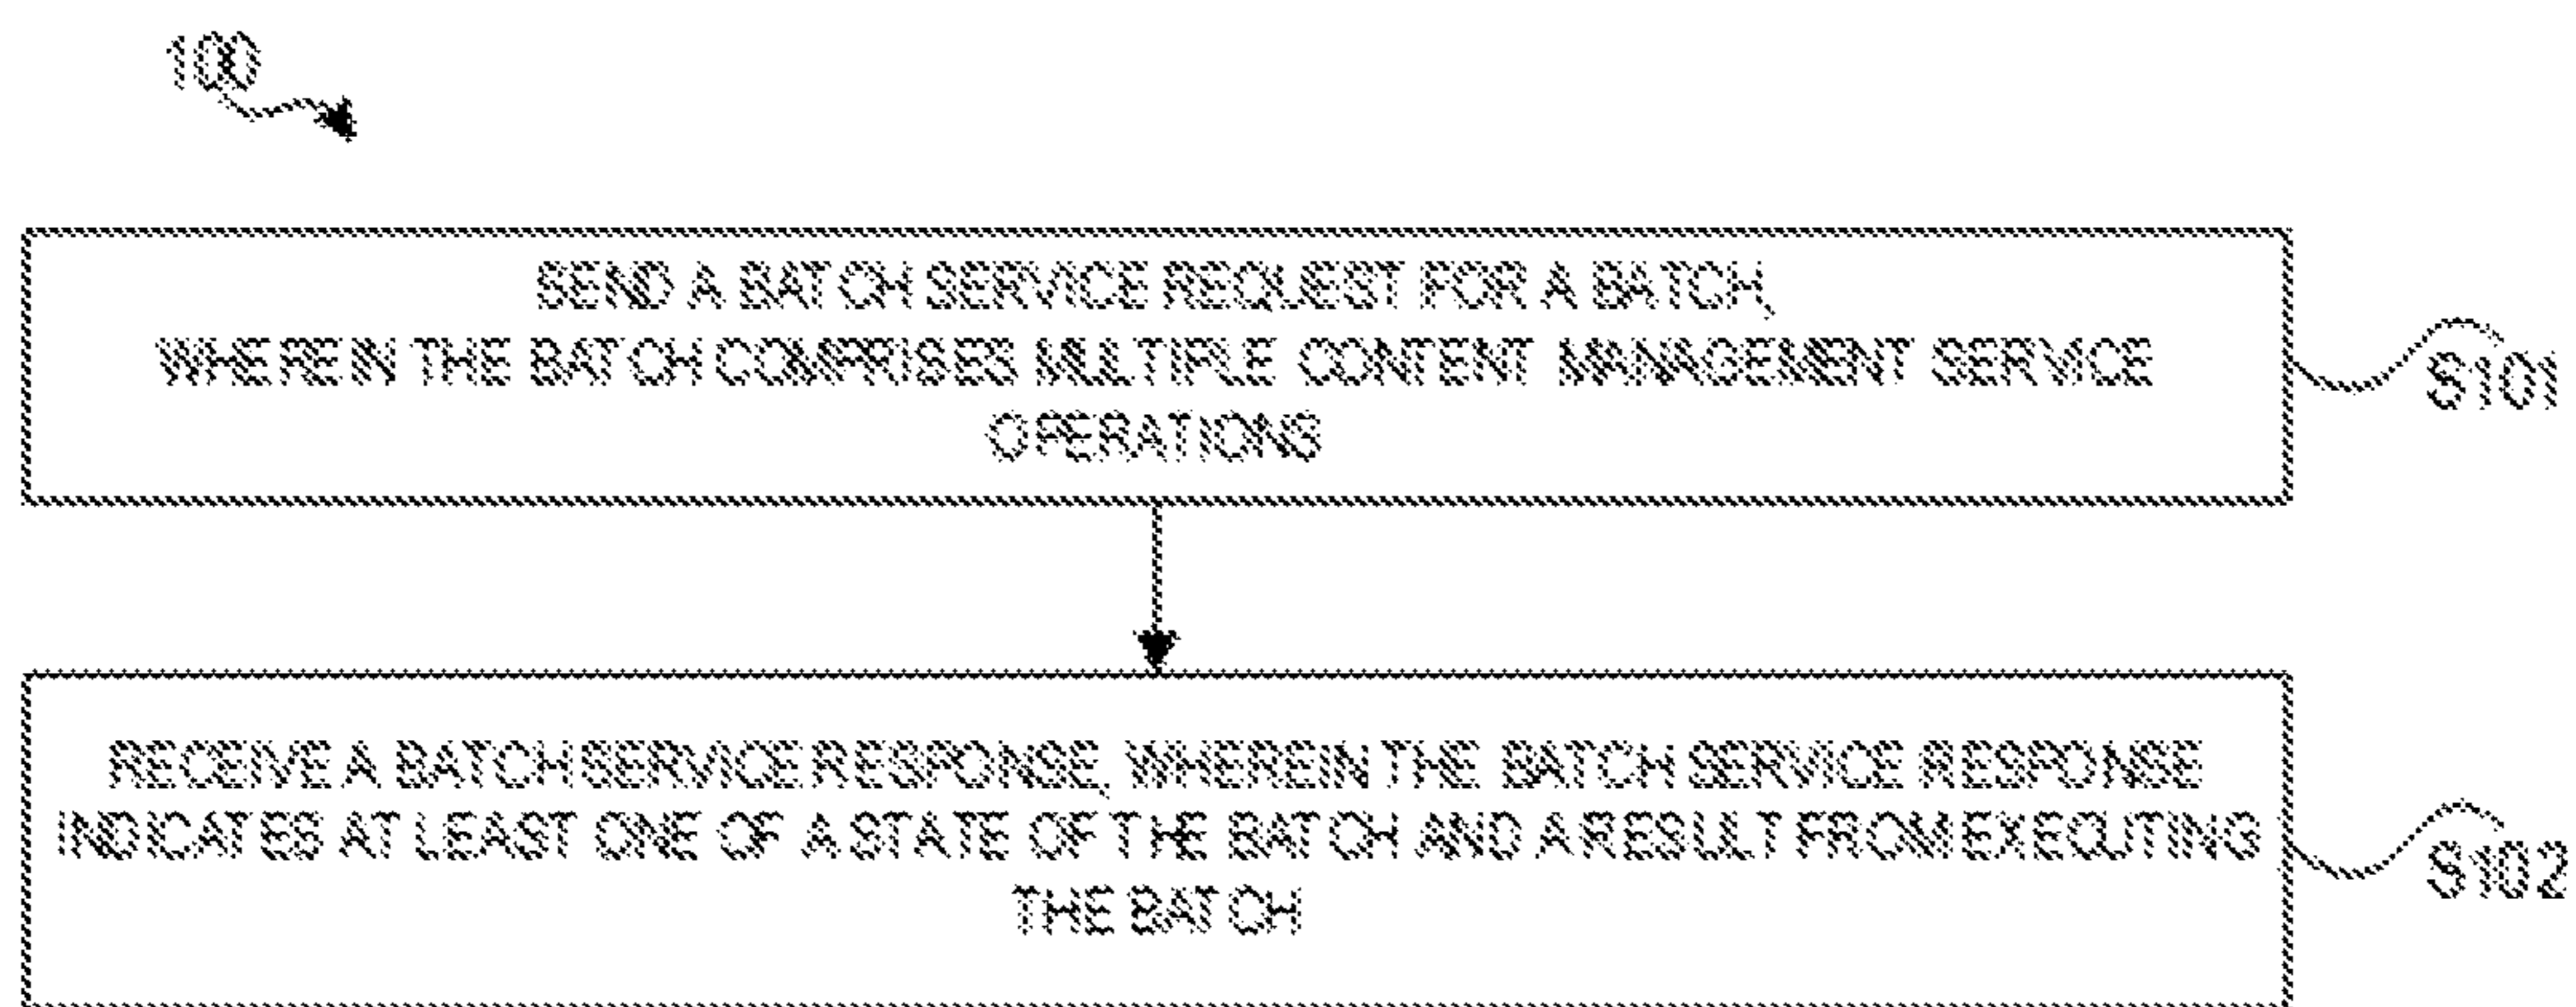 100
SEND A BATCH SERVICE REQUEST FOR A BATCH,
WHEREIN THE BATCH COMPRISES MULTIPLE CONTENT MANAGEMENT SERVICE
OPERATIONS
S101
RECEIVE A BATCH SERVICE RESPONSE, WHEREIN THE BATCH SERVICE RESPONSE
INDICATES AT LEAST ONE OF A STATE OF THE BATCH AND A RESULT FROM EXECUTING
THE BATCH
S102